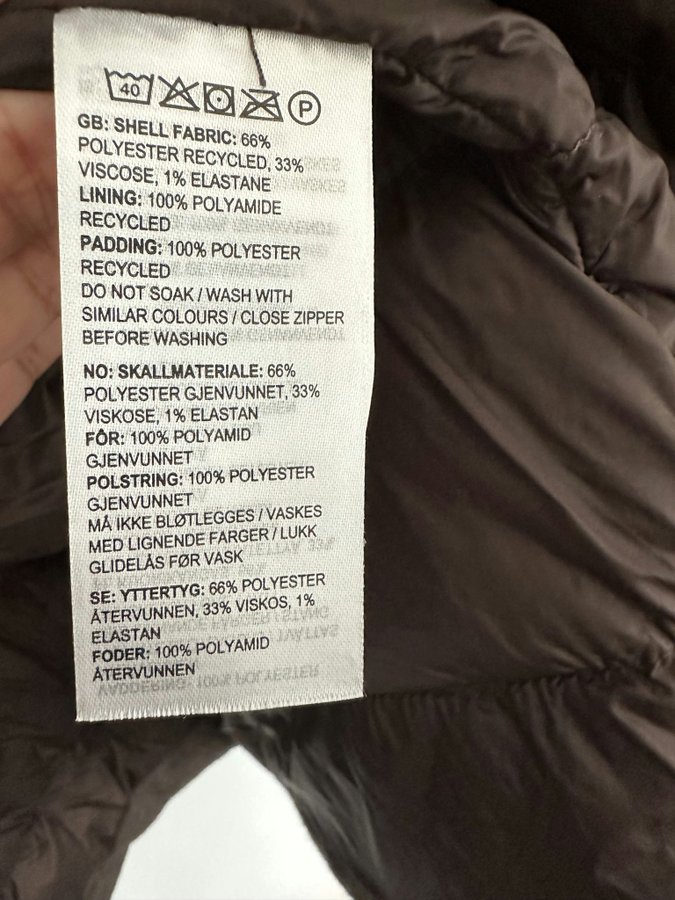 40 P
GB: SHELL FABRIC: 66%
POLYESTER RECYCLED, 33%
VISCOSE, 1% ELASTANE
LINING: 100% POLYAMIDE
RECYCLED
PADDING: 100% POLYESTER
RECYCLED
DO NOT SOAK / WASH WITH
SIMILAR COLOURS / CLOSE ZIPPER
BEFORE WASHING
NO: SKALLMATERIALE: 66%
POLYESTER GJENVUNNET, 33%
VISKOSE, 1% ELASTAN
FÔR: 100% POLYAMID
GJENVUNNET
POLSTRING: 100% POLYESTER
GJENVUNNET
MÅ IKKE BLØTLEGGES / VASKES
MED LIGNENDE FARGER / LUKK
GLIDELÅS FØR VASK
SE: YTTERTYG: 66% POLYESTER
ÅTERVUNNEN, 33% VISKOS, 1%
ELASTAN
FODER: 100% POLYAMID
ÅTERVUNNEN